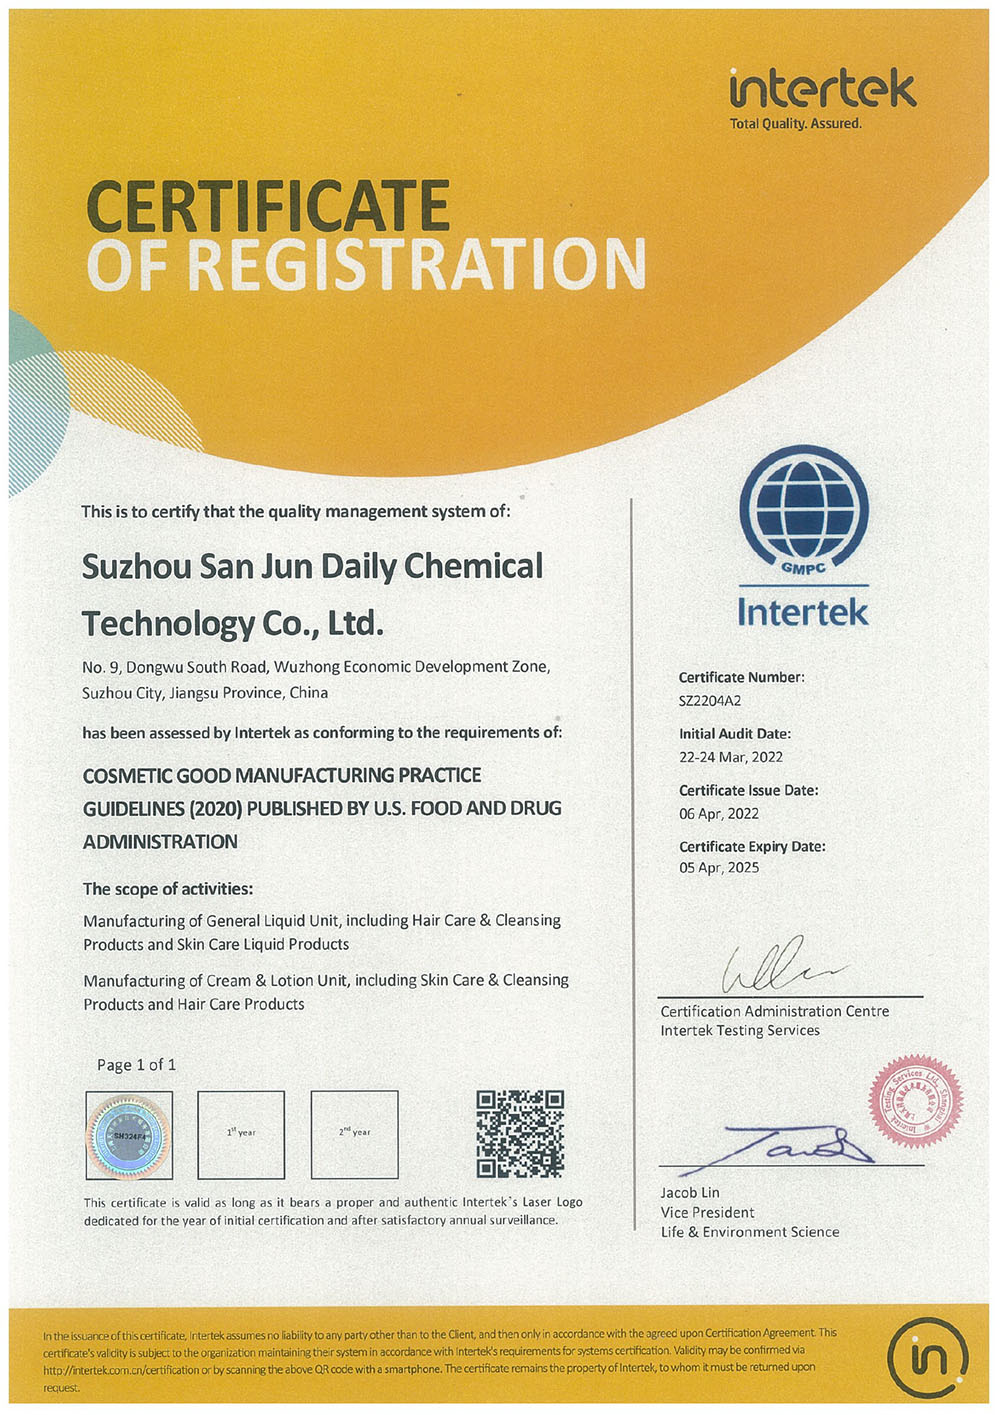 intertek
Total Quality. Assured.
CERTIFICATE
OF REGISTRATION
This is to certify that the quality management system of:
Suzhou San Jun Daily Chemical
Technology Co., Ltd.
No. 9, Dongwu South Road, Wuzhong Economic Development Zone,
Suzhou City, Jiangsu Province, China
has been assessed by Intertek as conforming to the requirements of:
COSMETIC GOOD MANUFACTURING PRACTICE
GUIDELINES (2020) PUBLISHED BY U.S. FOOD AND DRUG
ADMINISTRATION
The scope of activities:
Manufacturing of General Liquid Unit, including Hair Care & Cleansing
Products and Skin Care Liquid Products
Manufacturing of Cream & Lotion Unit, including Skin Care & Cleansing
Products and Hair Care Products
Page 1 of 1
SH324F4
1st year
2nd year
This certificate is valid as long as it bears a proper and authentic Intertek's Laser Logo
dedicated for the year of initial certification and after satisfactory annual surveillance.
GMPC
Intertek
Certificate Number:
SZ2204A2
Initial Audit Date:
22-24 Mar, 2022
Certificate Issue Date:
06 Apr, 2022
Certificate Expiry Date:
05 Apr, 2025
Certification Administration Centre
Intertek Testing Services
Intertek Testing Services Ltd., Shanghai
Jacob Lin
Vice President
Life & Environment Science
In the issuance of this certificate, Intertek assumes no liability to any party other than to the Client, and then only in accordance with the agreed upon Certification Agreement. This
certificate's validity is subject to the organization maintaining their system in accordance with Intertek's requirements for systems certification. Validity may be confirmed via
http://intertek.com.cn/certification or by scanning the above QR code with a smartphone. The certificate remains the property of Intertek, to whom it must be returned upon
request.
in